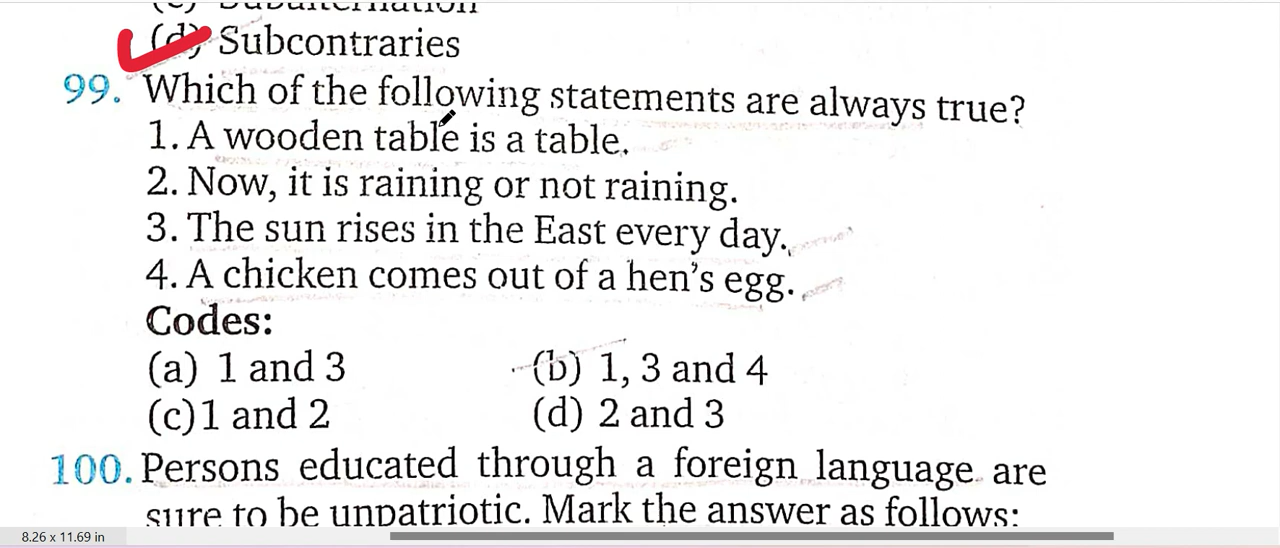 (d) Subcontraries
99. Which of the following statements are always true?
1. A wooden table is a table.
2. Now, it is raining or not raining.
3. The sun rises in the East every day.
4. A chicken comes out of a hen's egg.
Codes:
(a) 1 and 3 (b) 1, 3 and 4
(c) 1 and 2 (d) 2 and 3
100. Persons educated through a foreign language are
sure to be unpatriotic. Mark the answer as follows:
8.26 x 11.69 in